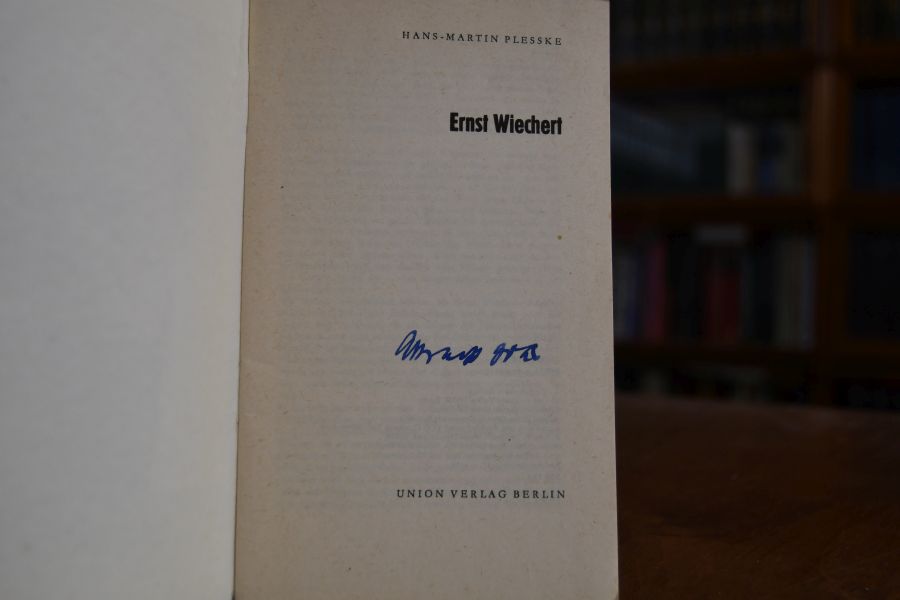 HANS-MARTIN PLESSKE
Ernst Wiechert
UNION VERLAG BERLIN